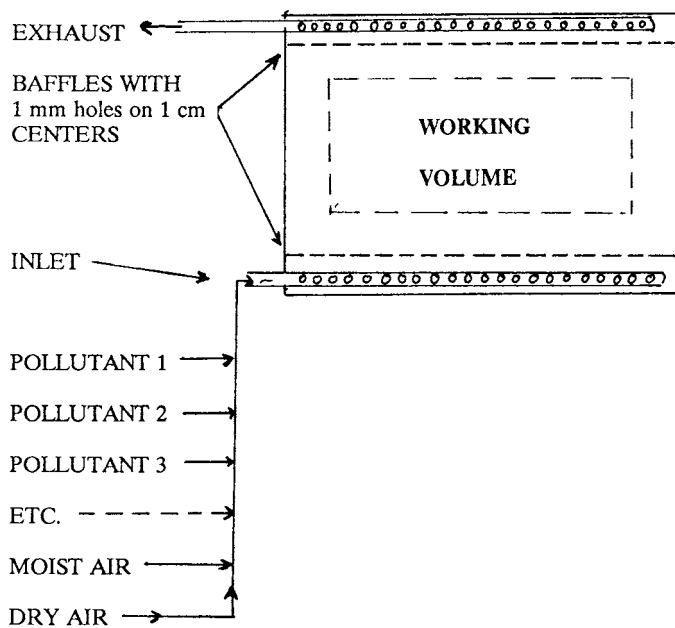 EXHAUST
BAFFLES WITH
1 mm holes on 1 cm
CENTERS
WORKING
VOLUME
INLET
POLLUTANT 1
POLLUTANT 2
POLLUTANT 3
ETC.
MOIST AIR
DRY AIR